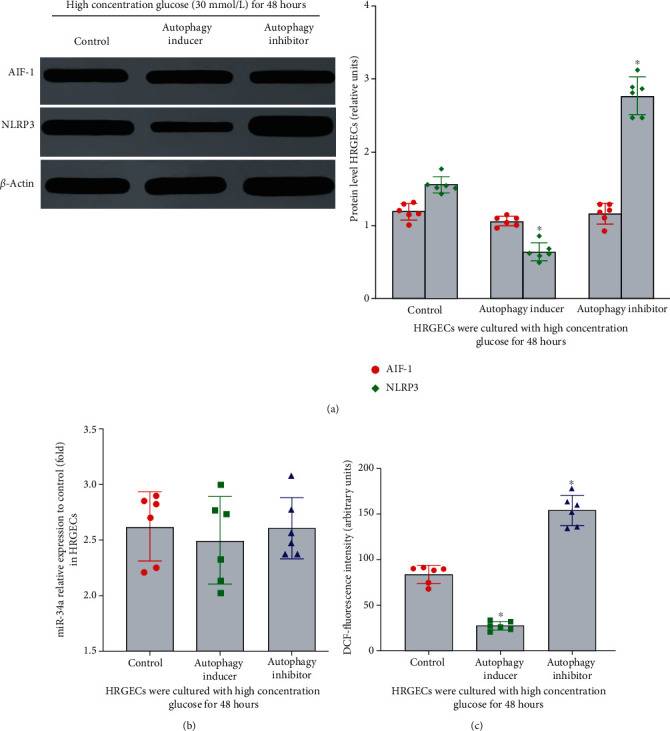 High concentration glucose (30 mmol/L) for 48 hours
Control
Autophagy
inducer
Autophagy
inhibitor
AIF-1
NLRP3
β-Actin
Protein level HRGECs (relative units)
4
3
2
1
0
*
*
Control
Autophagy inducer
Autophagy inhibitor
HRGECs were cultured with high concentration
glucose for 48 hours
AIF-1
NLRP3
(a)
miR-34a relative expression to control (fold)
in HRGECs
3.5
3.0
2.5
2.0
1.5
Control
Autophagy
inducer
Autophagy
inhibitor
HRGECs were cultured with high concentration
glucose for 48 hours
(b)
DCF-fluorescence intensity (arbitrary units)
200
150
100
50
0
*
*
Control
Autophagy
inducer
Autophagy
inhibitor
HRGECs were cultured with high concentration
glucose for 48 hours
(c)